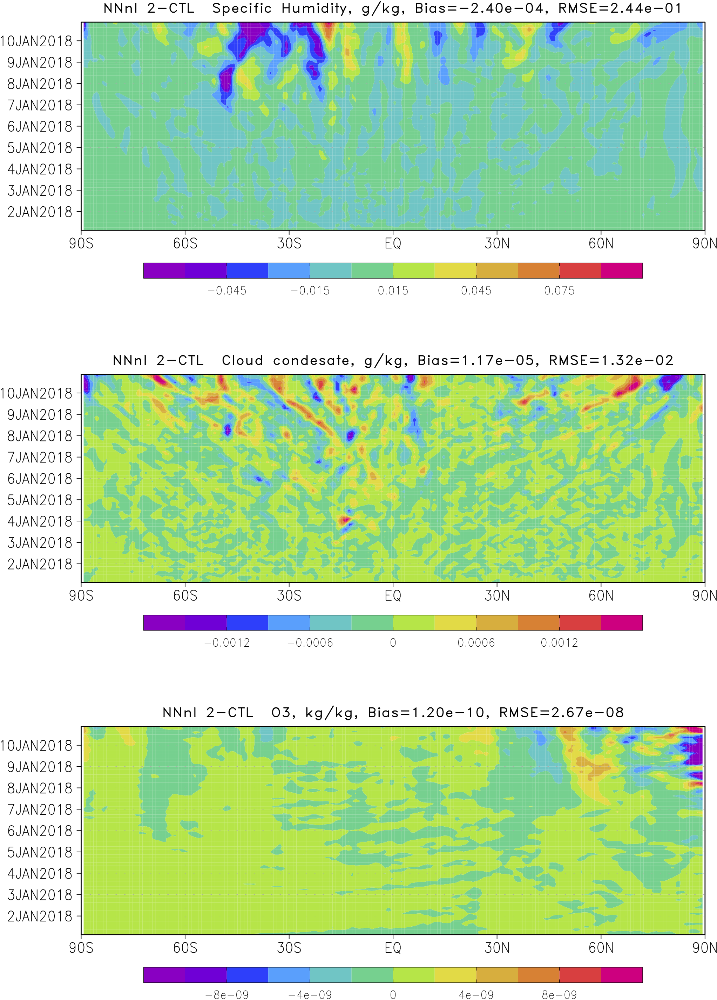 NNnl 2-CTL  Specific Humidity, g/kg, Bias=-2.40e-04, RMSE=2.44e-01
10JAN2018
9JAN2018
8JAN2018
7JAN2018
6JAN2018
5JAN2018
4JAN2018
3JAN2018
2JAN2018
90S 60S 30S EQ 30N 60N 90N
-0.045 -0.015 0.015 0.045 0.075
NNnl 2-CTL  Cloud condesate, g/kg, Bias=1.17e-05, RMSE=1.32e-02
10JAN2018
9JAN2018
8JAN2018
7JAN2018
6JAN2018
5JAN2018
4JAN2018
3JAN2018
2JAN2018
90S 60S 30S EQ 30N 60N 90N
-0.0012 -0.0006 0 0.0006 0.0012
NNnl 2-CTL  O3, kg/kg, Bias=1.20e-10, RMSE=2.67e-08
10JAN2018
9JAN2018
8JAN2018
7JAN2018
6JAN2018
5JAN2018
4JAN2018
3JAN2018
2JAN2018
90S 60S 30S EQ 30N 60N 90N
-8e-09 -4e-09 0 4e-09 8e-09